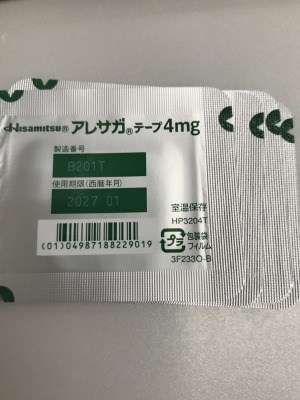 Hisamitsu® アレサガ®テープ4mg
製造番号
B201T
使用期限(西暦年月)
2027 01
室温保存
HP3204T
プラ 包装袋
フィルム
(01)04987188229019
3F233O-B